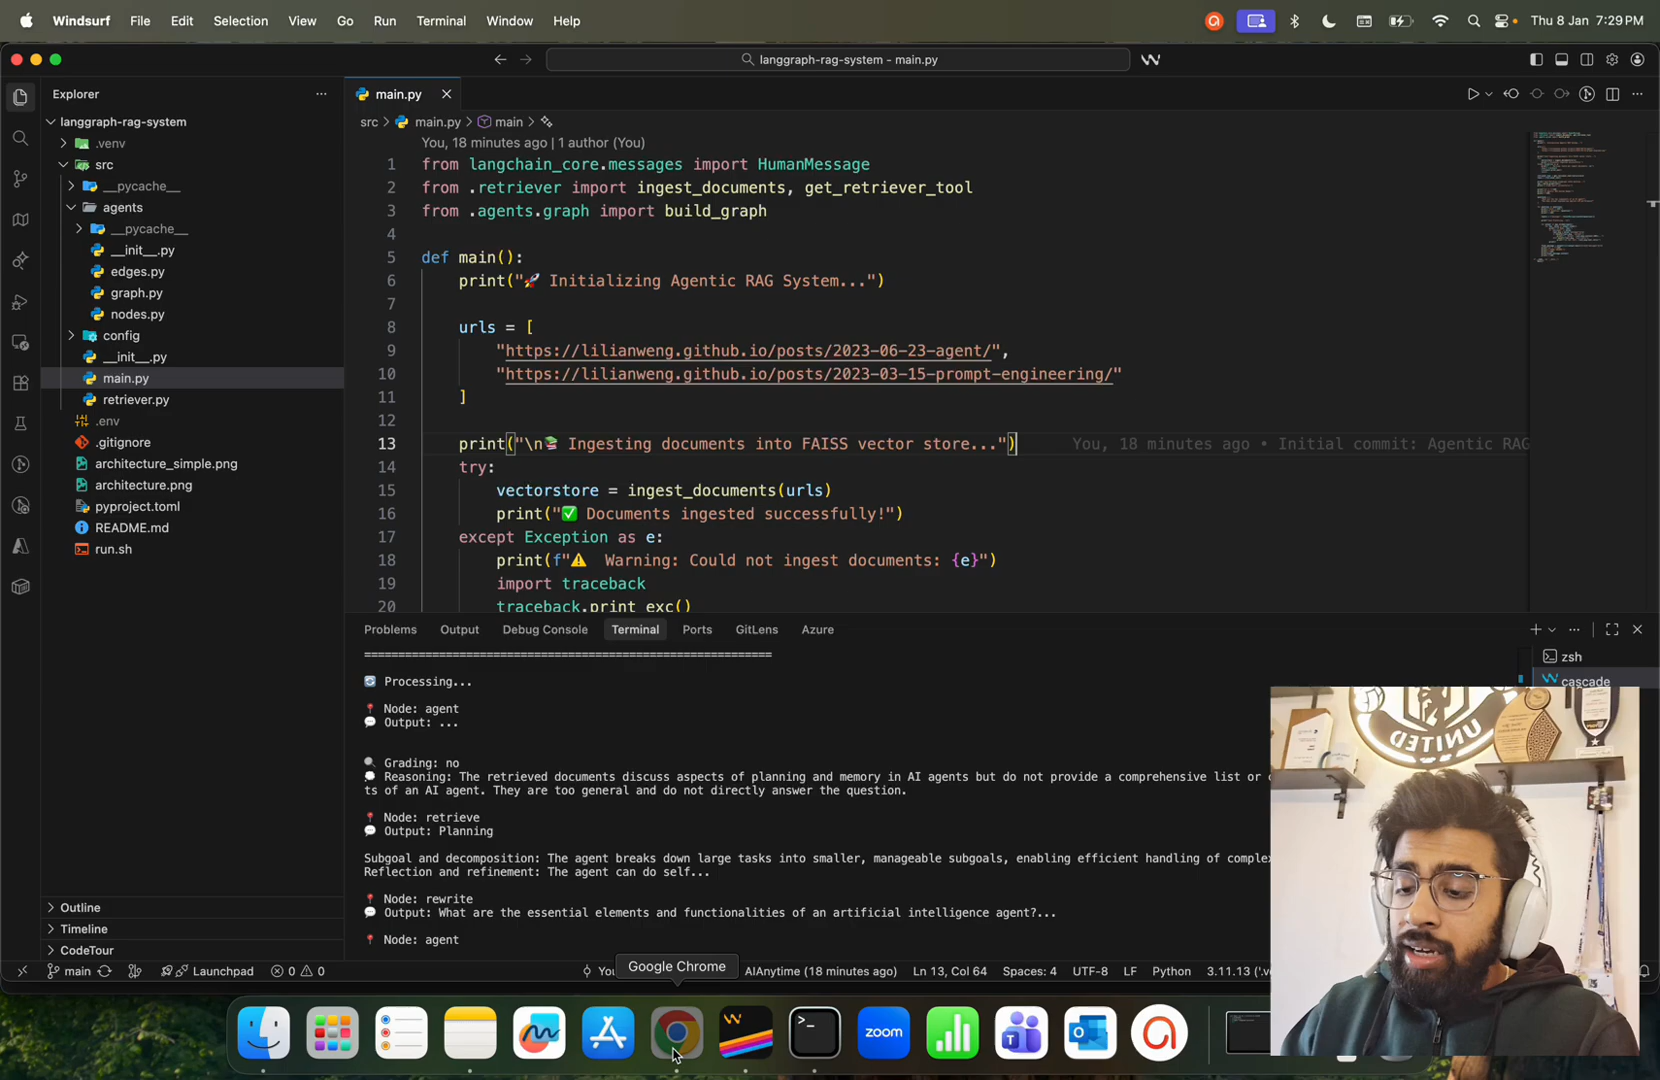 Windsurf File Edit Selection View Go Run Terminal Window Help Thu 8 Jan 7:29 PM
langgraph-rag-system - main.py
Explorer
langgraph-rag-system
.venv
src
__pycache__
agents
__pycache__
__init__.py
edges.py
graph.py
nodes.py
config
__init__.py
main.py
retriever.py
.env
.gitignore
architecture_simple.png
architecture.png
pyproject.toml
README.md
run.sh
Outline
Timeline
CodeTour
main.py
src > main.py > main >
You, 18 minutes ago | 1 author (You)
1 from langchain_core.messages import HumanMessage
2 from .retriever import ingest_documents, get_retriever_tool
3 from .agents.graph import build_graph
4
5 def main():
6 print("🚀 Initializing Agentic RAG System...")
7
8 urls = [
9 "https://lilianweng.github.io/posts/2023-06-23-agent/",
10 "https://lilianweng.github.io/posts/2023-03-15-prompt-engineering/"
11 ]
12
13 print("\n📚 Ingesting documents into FAISS vector store...") You, 18 minutes ago • Initial commit: Agentic RAG
14 try:
15 vectorstore = ingest_documents(urls)
16 print("✅ Documents ingested successfully!")
17 except Exception as e:
18 print(f"⚠️ Warning: Could not ingest documents: {e}")
19 import traceback
20 traceback.print_exc()
Problems Output Debug Console Terminal Ports GitLens Azure
zsh
cascade
============================================================
🔄 Processing...
📍 Node: agent
💬 Output: ...
🔍 Grading: no
💭 Reasoning: The retrieved documents discuss aspects of planning and memory in AI agents but do not provide a comprehensive list or
ts of an AI agent. They are too general and do not directly answer the question.
📍 Node: retrieve
💬 Output: Planning
Subgoal and decomposition: The agent breaks down large tasks into smaller, manageable subgoals, enabling efficient handling of
Reflection and refinement: The agent can do self...
📍 Node: rewrite
💬 Output: What are the essential elements and functionalities of an artificial intelligence agent?...
📍 Node: agent
UNITED
Google Chrome
main Launchpad 0 0 You AIAnytime (18 minutes ago) Ln 13, Col 64 Spaces: 4 UTF-8 LF Python 3.11.13
zoom